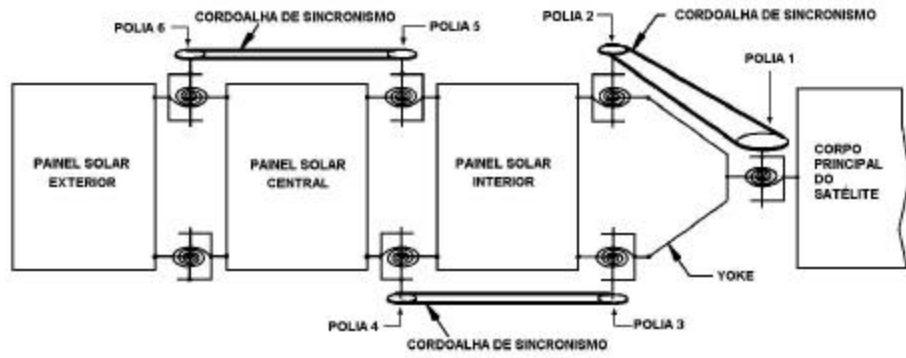 CORDOALHA DE SINCRONISMO
POLIA 6
POLIA 5
POLIA 2
CORDOALHA DE SINCRONISMO
POLIA 1
PAINEL SOLAR
EXTERIOR
PAINEL SOLAR
CENTRAL
PAINEL SOLAR
INTERIOR
CORPO
PRINCIPAL
DO
SATÉLITE
YOKE
POLIA 4
POLIA 3
CORDOALHA DE SINCRONISMO